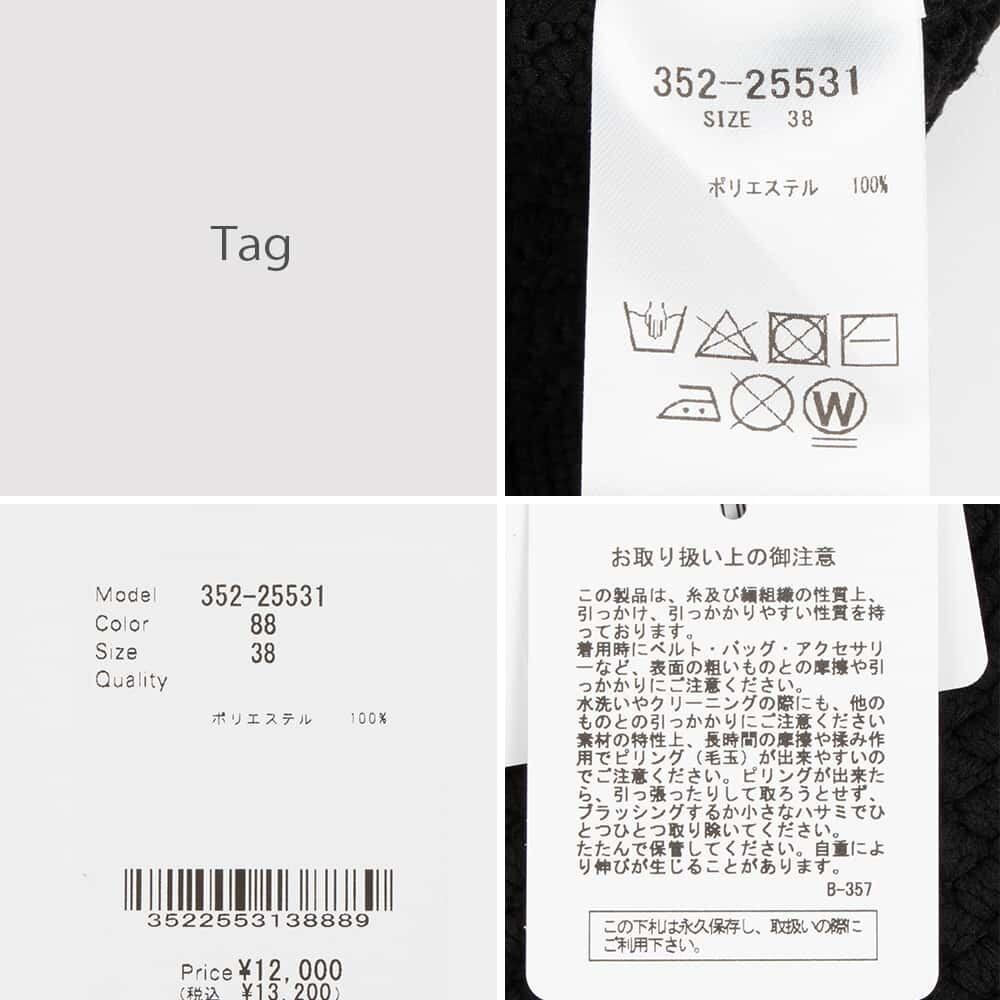 Tag
352-25531
SIZE 38
ポリエステル 100%
W
Model 352-25531
Color 88
Size 38
Quality
ポリエステル 100%
3522553138889
Price ¥12,000
(税込 ¥13,200)
お取り扱い上の御注意
この製品は、糸及び編組織の性質上、
引っかけ、引っかかりやすい性質を持
っております。
着用時にベルト・バッグ・アクセサリ
ーなど、表面の粗いものとの摩擦や引
っかかりにご注意ください。
水洗いやクリーニングの際にも、他の
ものとの引っかかりにご注意ください
素材の特性上、長時間の摩擦や揉み作
用でピリング（毛玉）が出来やすいの
でご注意ください。ピリングが出来た
ら、引っ張ったりして取ろうとせず、
ブラッシングするか小さなハサミでひ
とつひとつ取り除いてください。
たたんで保管してください。自重によ
り伸びが生じることがあります。
B-357
この下札は永久保存し、取扱いの際に
ご利用下さい。